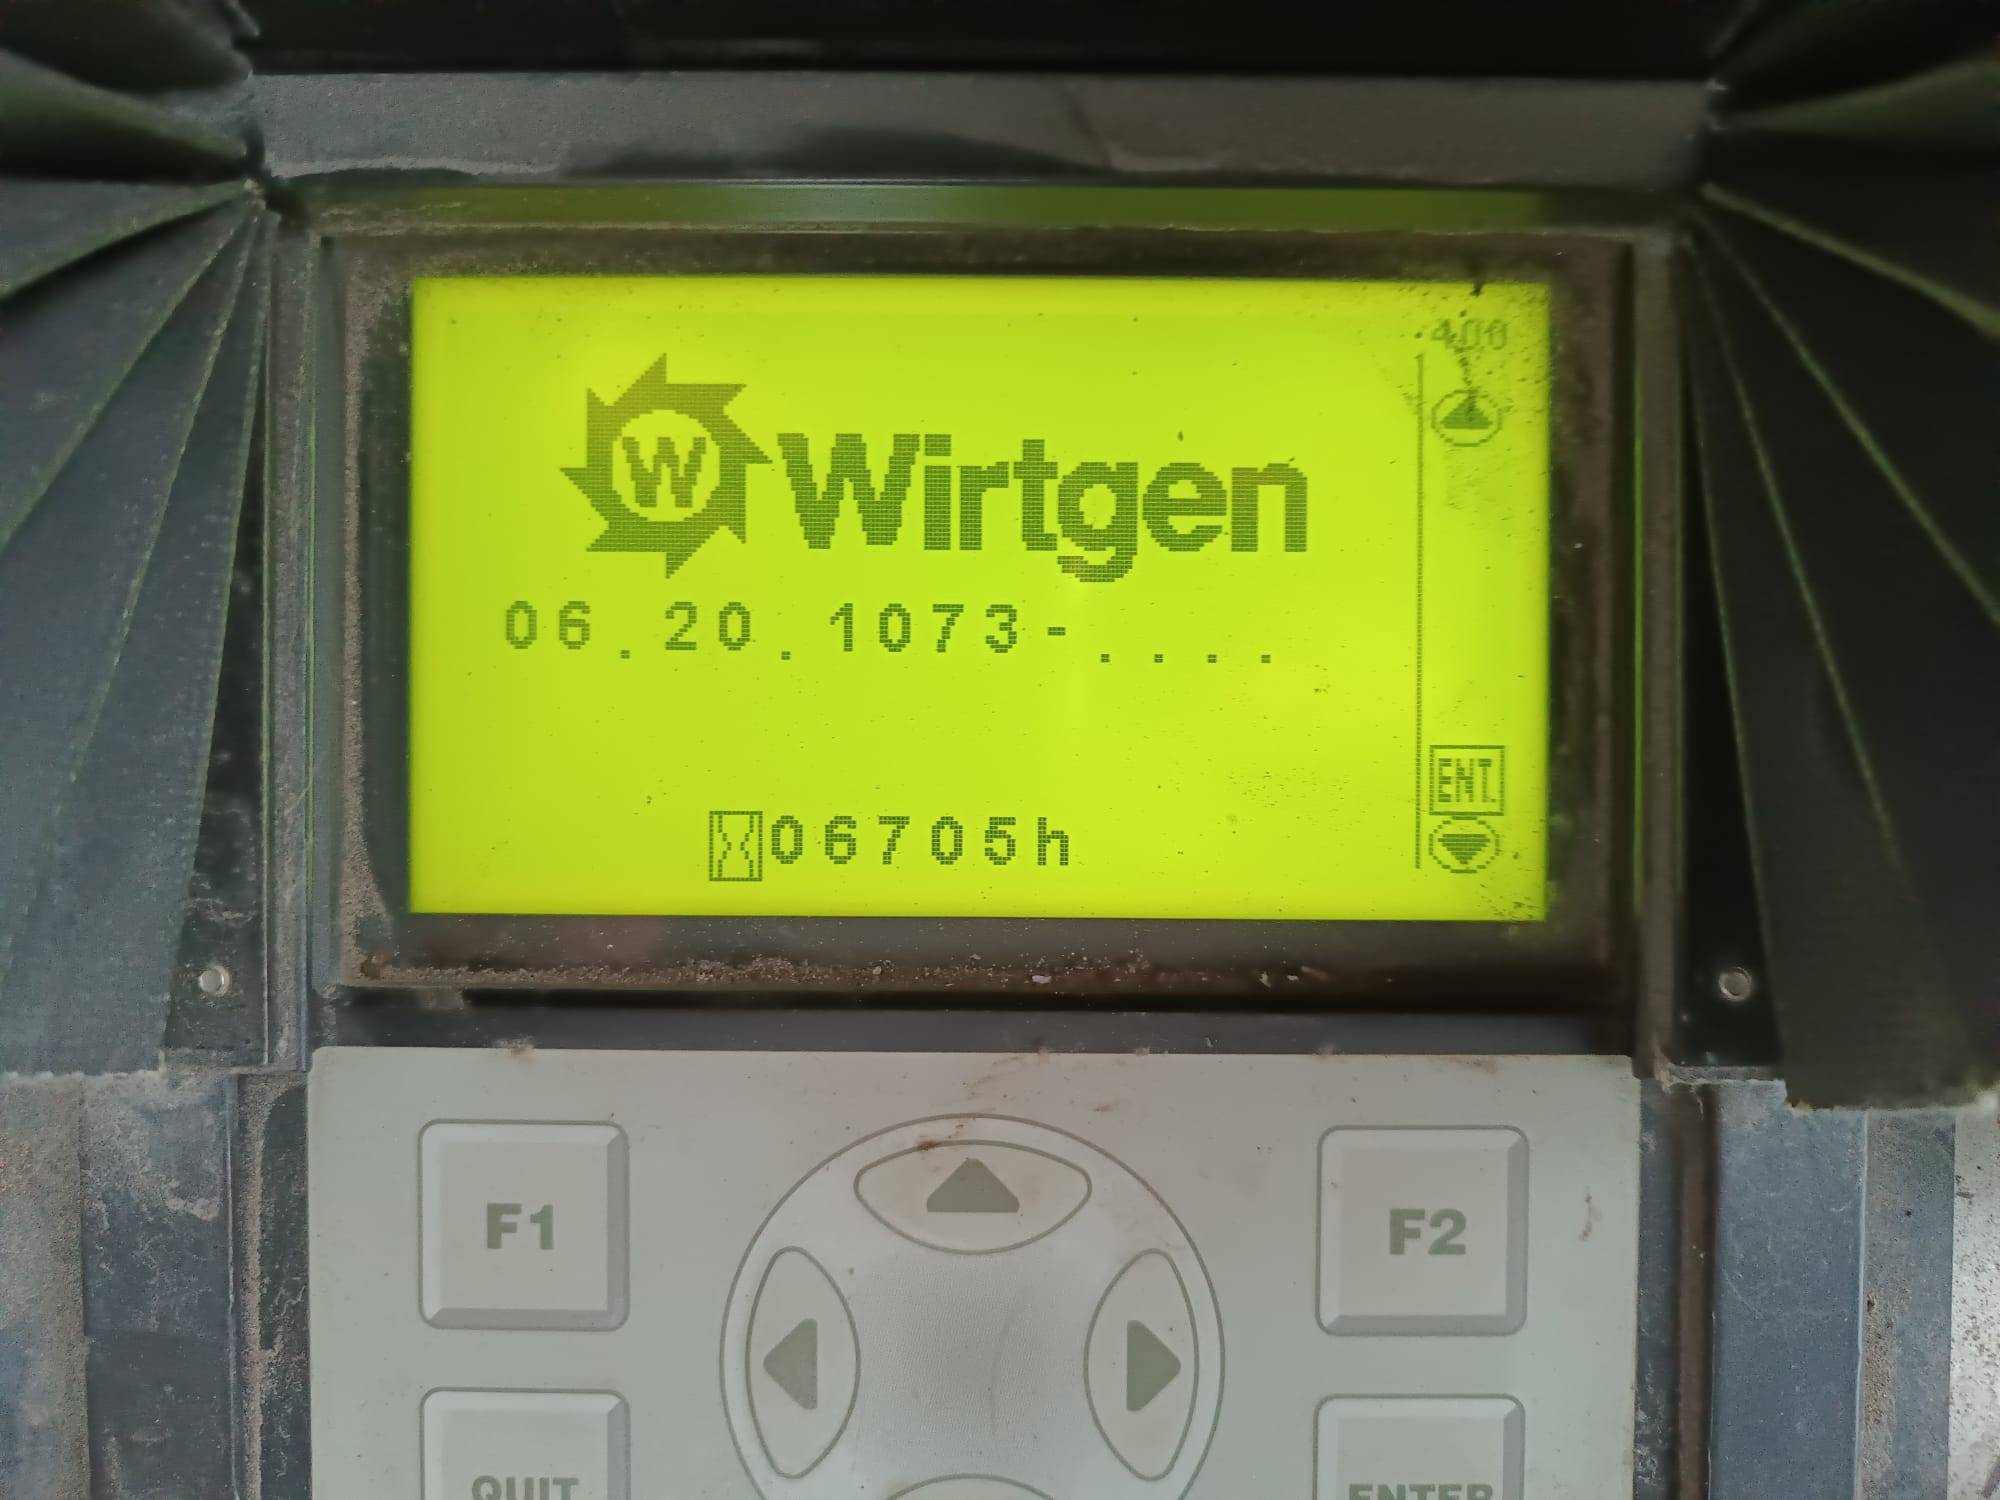 400
W Wirtgen
06.20.1073-....
ENT.
06705h
F1
F2
QUIT
ENTER